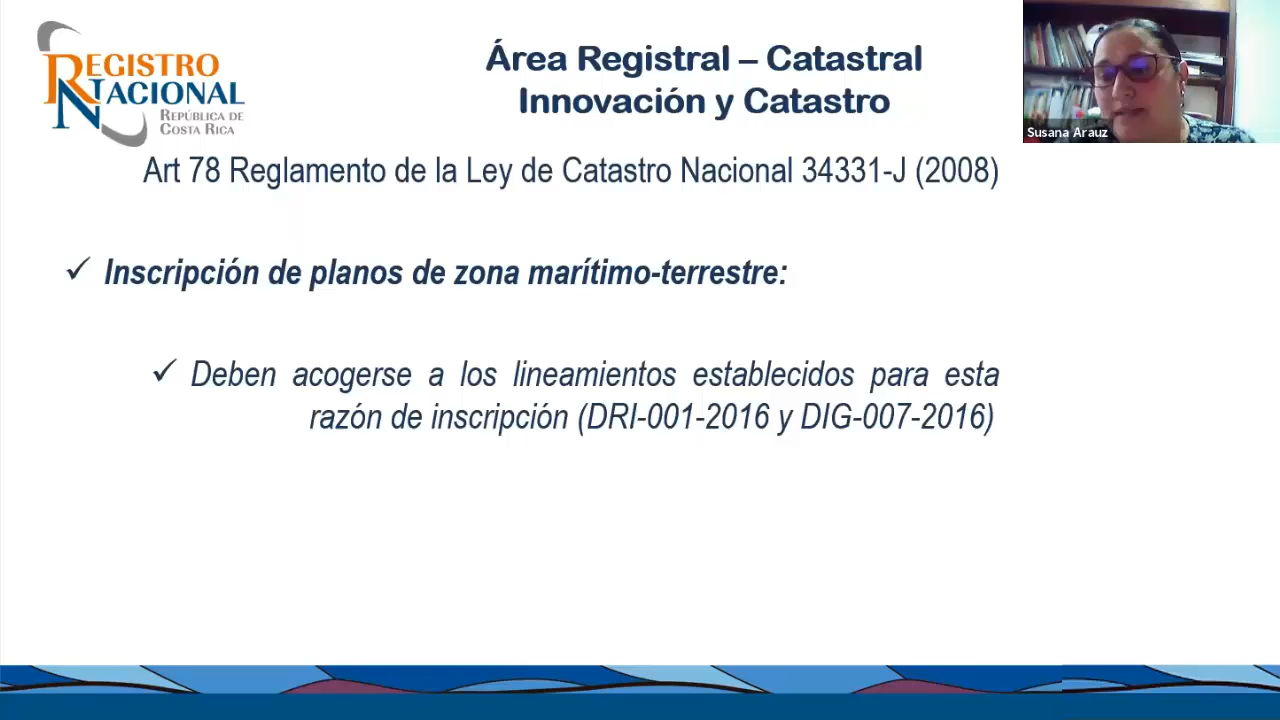 REGISTRO
NACIONAL
REPÚBLICA DE
COSTA RICA
Área Registral – Catastral
Innovación y Catastro
Susana Arauz
Art 78 Reglamento de la Ley de Catastro Nacional 34331-J (2008)
✓ Inscripción de planos de zona marítimo-terrestre:
✓ Deben acogerse a los lineamientos establecidos para esta
razón de inscripción (DRI-001-2016 y DIG-007-2016)